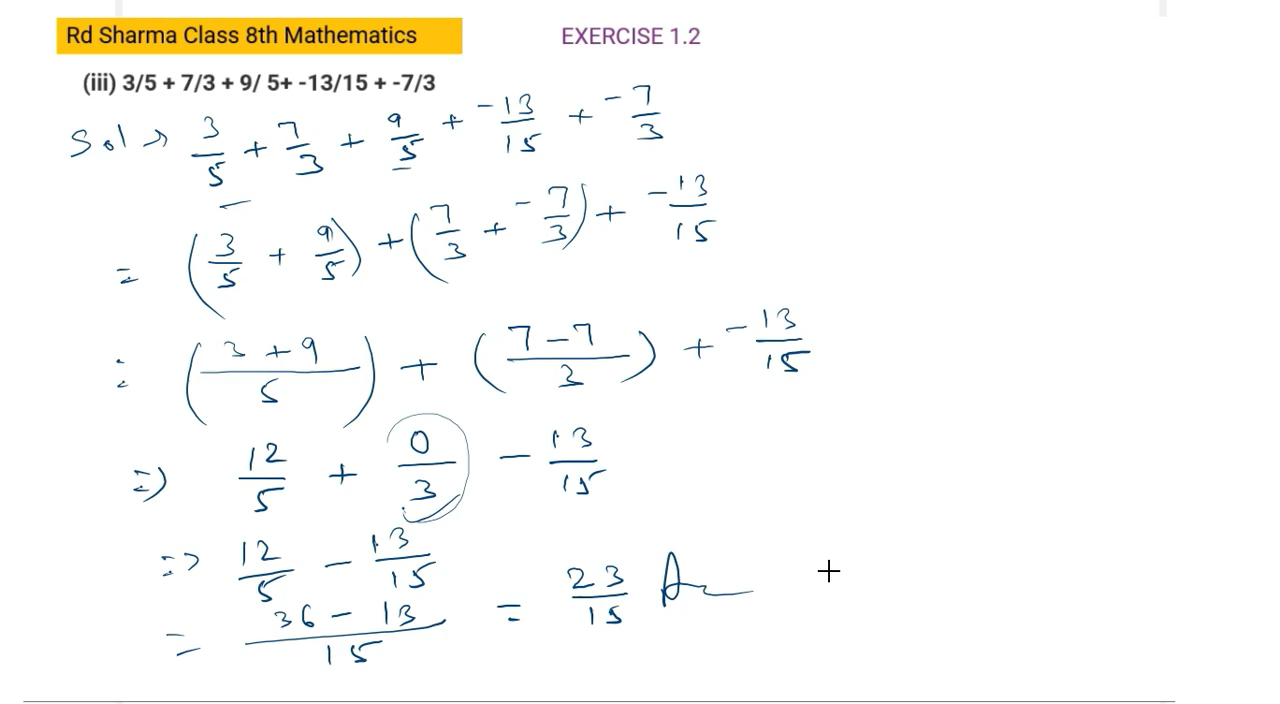 Rd Sharma Class 8th Mathematics
EXERCISE 1.2
(iii) 3/5 + 7/3 + 9/ 5+ -13/15 + -7/3
Sol → 3/5 + 7/3 + 9/5 + -13/15 + -7/3
= (3/5 + 9/5) + (7/3 + -7/3) + -13/15
= (3+9/5) + (7-7/3) + -13/15
=) 12/5 + 0/3 - 13/15
=> 12/5 - 13/15
= 36 - 13/15 = 23/15 An